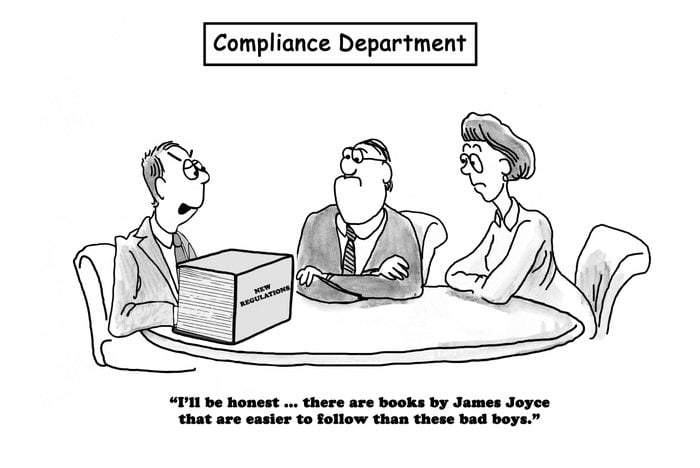 Compliance Department
NEW
REGULATIONS
“I’ll be honest ... there are books by James Joyce
that are easier to follow than these bad boys.”